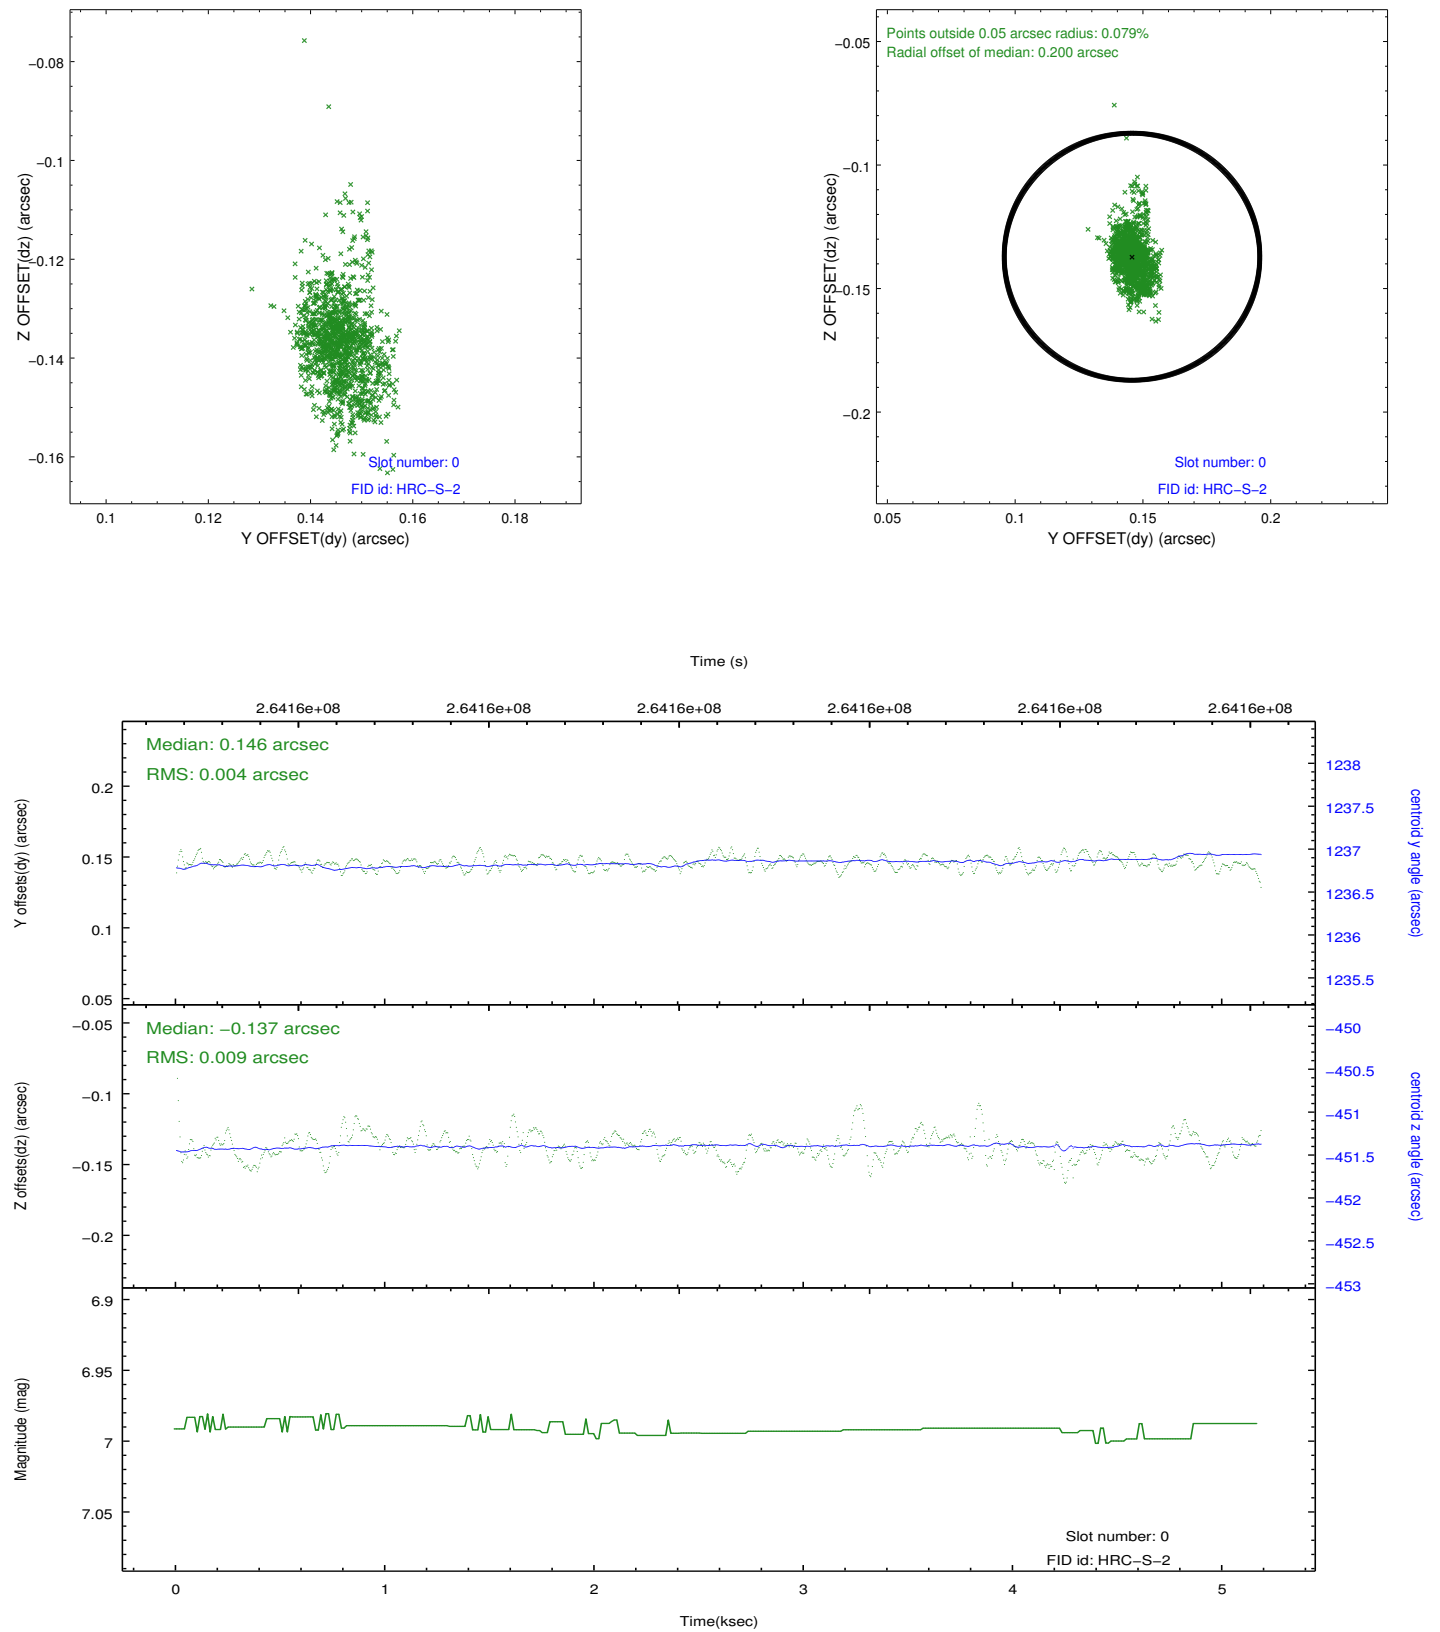 −0.08
−0.1
−0.12
−0.14
−0.16
Z OFFSET(dz) (arcsec)
Slot number: 0
FID id: HRC−S−2
0.1
0.12
0.14
0.16
0.18
Y OFFSET(dy) (arcsec)
Points outside 0.05 arcsec radius: 0.079%
Radial offset of median: 0.200 arcsec
−0.05
−0.1
−0.15
−0.2
Z OFFSET(dz) (arcsec)
Slot number: 0
FID id: HRC−S−2
0.05
0.1
0.15
0.2
Y OFFSET(dy) (arcsec)
Time (s)
2.6416e+08
2.6416e+08
2.6416e+08
2.6416e+08
2.6416e+08
2.6416e+08
Median: 0.146 arcsec
RMS: 0.004 arcsec
0.2
0.15
0.1
0.05
Y offsets(dy) (arcsec)
1238
1237.5
1237
1236.5
1236
1235.5
centroid y angle (arcsec)
Median: −0.137 arcsec
RMS: 0.009 arcsec
−0.05
−0.1
−0.15
−0.2
Z offsets(dz) (arcsec)
−450
−450.5
−451
−451.5
−452
−452.5
−453
centroid z angle (arcsec)
6.9
6.95
7
7.05
Magnitude (mag)
Slot number: 0
FID id: HRC−S−2
0
1
2
3
4
5
Time(ksec)